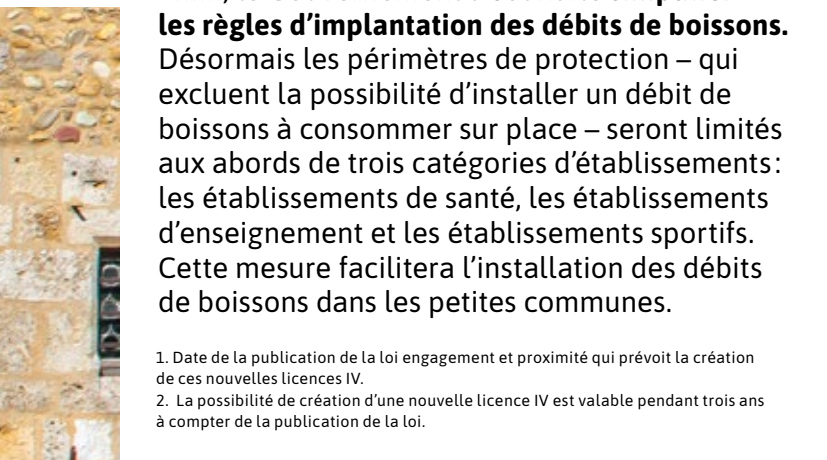 les règles d’implantation des débits de boissons.
Désormais les périmètres de protection – qui
excluent la possibilité d’installer un débit de
boissons à consommer sur place – seront limités
aux abords de trois catégories d’établissements :
les établissements de santé, les établissements
d’enseignement et les établissements sportifs.
Cette mesure facilitera l’installation des débits
de boissons dans les petites communes.
1. Date de la publication de la loi engagement et proximité qui prévoit la création
de ces nouvelles licences IV.
2. La possibilité de création d’une nouvelle licence IV est valable pendant trois ans
à compter de la publication de la loi.